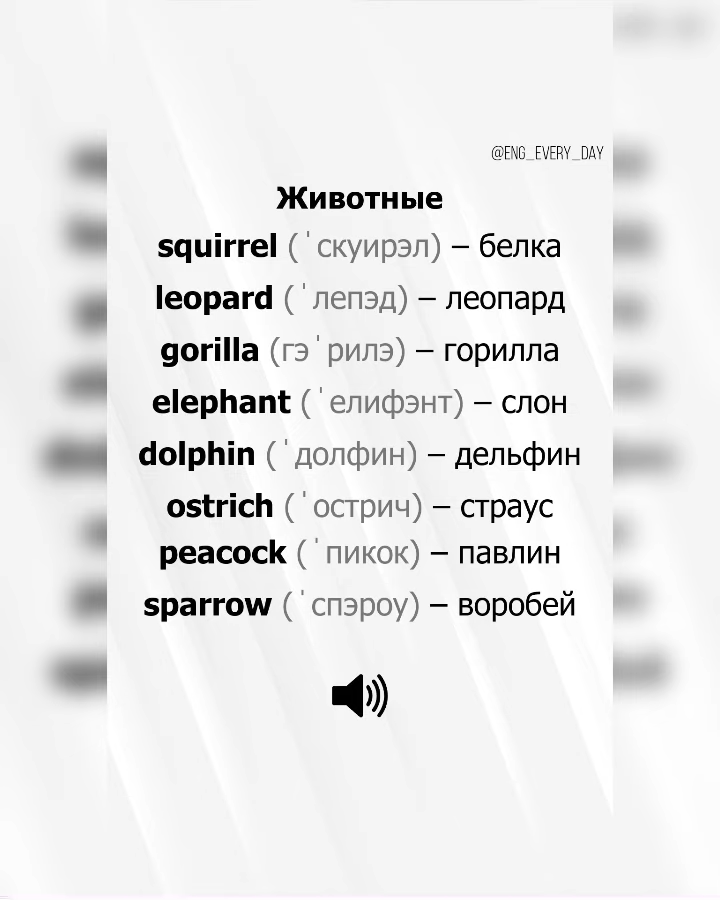 @ENG_EVERY_DAY
Животные
squirrel (ˈскуирэл) – белка
leopard (ˈлепэд) – леопард
gorilla (гэˈрилэ) – горилла
elephant (ˈелифэнт) – слон
dolphin (ˈдолфин) – дельфин
ostrich (ˈострич) – страус
peacock (ˈпикок) – павлин
sparrow (ˈспэроу) – воробей